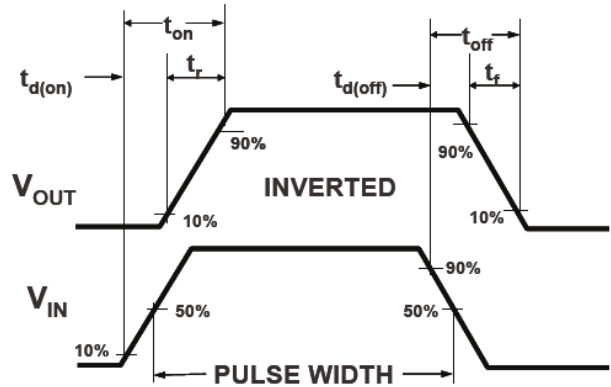 ton
toff
td(on)
tr
td(off)
tf
90%
90%
VOUT
INVERTED
10%
10%
90%
VIN
50%
50%
10%
PULSE WIDTH